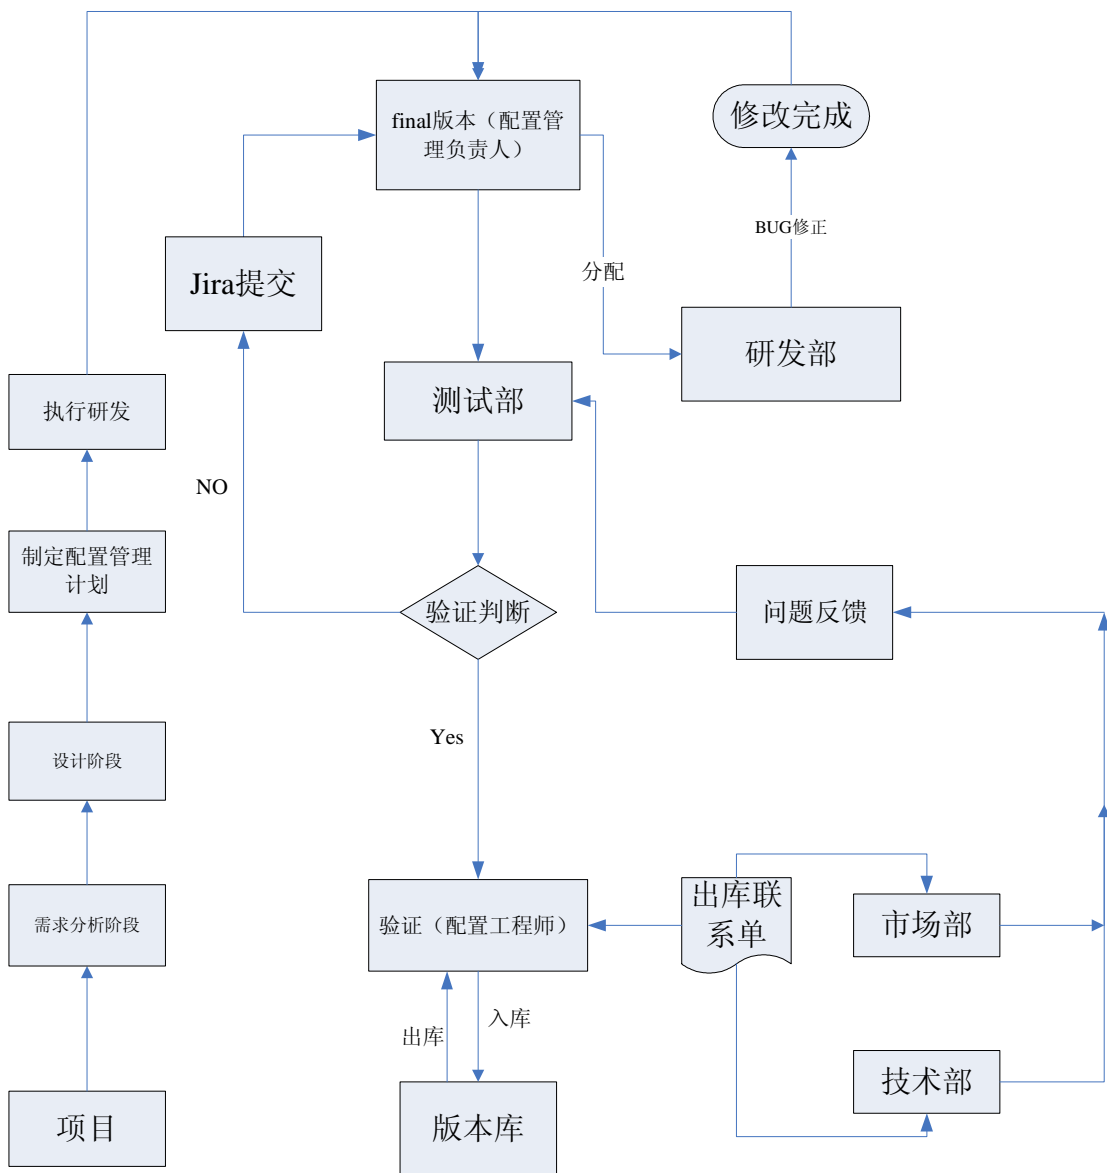 final版本（配置管
理负责人）
修改完成
BUG修正
Jira提交
分配
研发部
执行研发
测试部
NO
制定配置管理
计划
验证判断
问题反馈
Yes
设计阶段
需求分析阶段
验证（配置工程师）
出库联
系单
市场部
出库
入库
技术部
项目
版本库